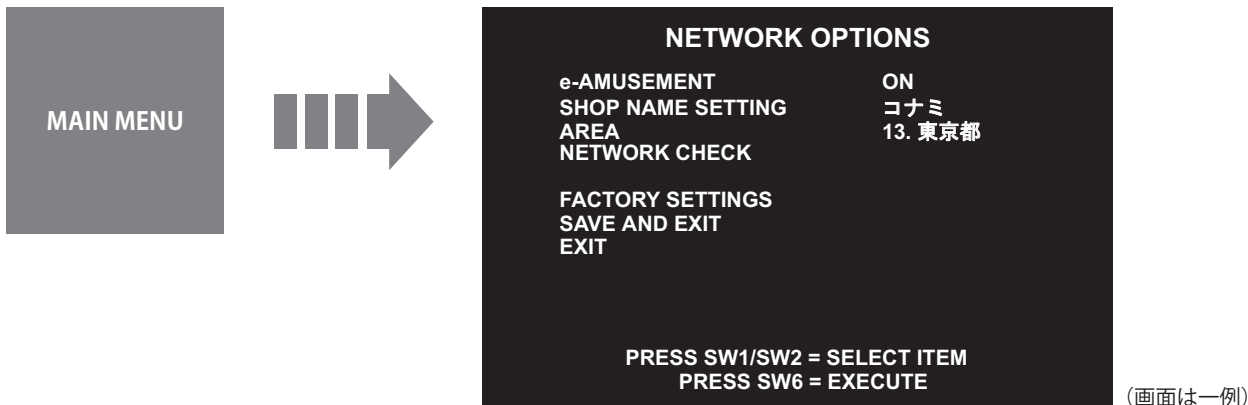 MAIN MENU
NETWORK OPTIONS
e-AMUSEMENT ON
SHOP NAME SETTING コナミ
AREA 13. 東京都
NETWORK CHECK
FACTORY SETTINGS
SAVE AND EXIT
EXIT
PRESS SW1/SW2 = SELECT ITEM
PRESS SW6 = EXECUTE
（画面は一例）